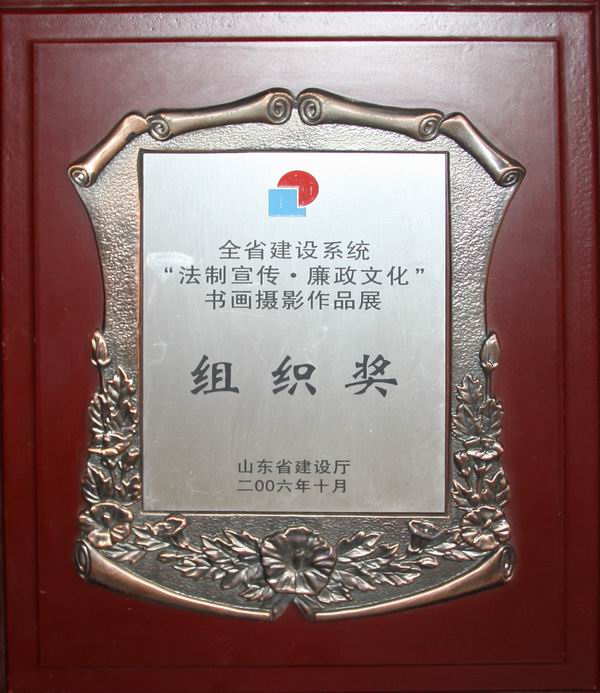 全省建设系统
“法制宣传·廉政文化”
书画摄影作品展
组织奖
山东省建设厅
二00六年十月